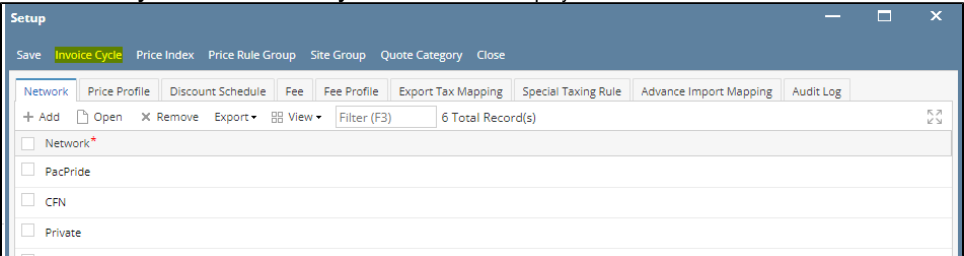 Setup
Save Invoice Cycle Price Index Price Rule Group Site Group Quote Category Close
Network Price Profile Discount Schedule Fee Fee Profile Export Tax Mapping Special Taxing Rule Advance Import Mapping Audit Log
+ Add Open X Remove Export View Filter (F3) 6 Total Record(s)
Network*
PacPride
CFN
Private